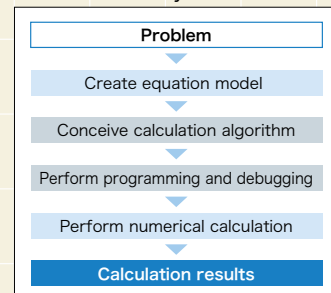 Problem
Create equation model
Conceive calculation algorithm
Perform programming and debugging
Perform numerical calculation
Calculation results